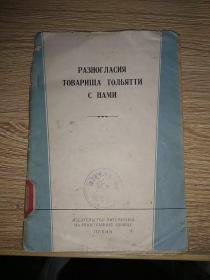 РАЗНОГЛАСИЯ
ТОВАРИЩА ТОЛЬЯТТИ
С НАМИ
ИЗДАТЕЛЬСТВО ЛИТЕРАТУРЫ
НА ИНОСТРАННЫХ ЯЗЫКАХ
ПЕКИН